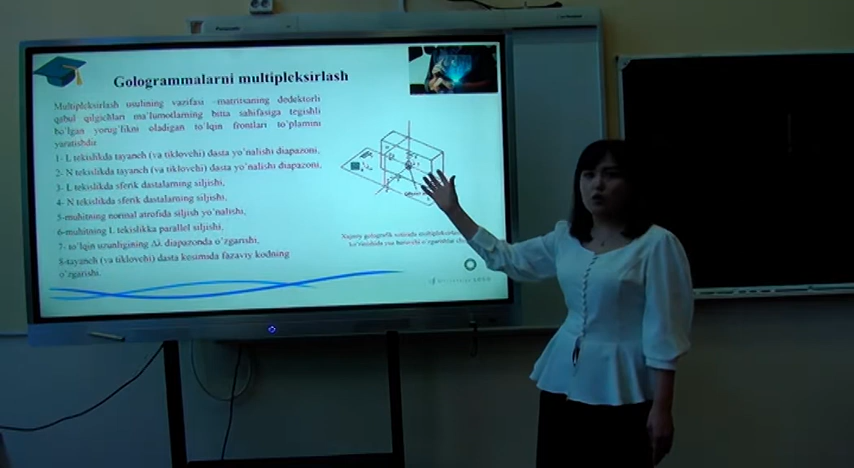 Gologrammalarni multipleksirlash
Multipleksirlash usulining vazifasi –matritsaning dedektorli
qabul qilgichlari ma'lumotlarning bitta sahifasiga tegishli
bo'lgan yorug'likni oladigan to'lqin frontlari to'plamini
yaratishdir.
1- L tekishkda tayanch (va tiklovchi) dasta yo'nalishi diapazoni,
2- N tekislikda tayanch (va tiklovchi) dasta yo'nalishi diapazoni,
3- L tekislikda sferik dastalarning siljishi,
4- N tekislikda sferik dastalarning siljishi,
5-muhitning normal atrofida siljish yo'nalishi,
6-muhitning L tekislikka parallel siljishi,
7- to'lqin uzunligining Δλ diapazonda o'zgarishi,
8-tayanch (va tiklovchi) dasta kesimida fazaviy kodning
o'zgarishi.
Xajmiy golografik xotirada